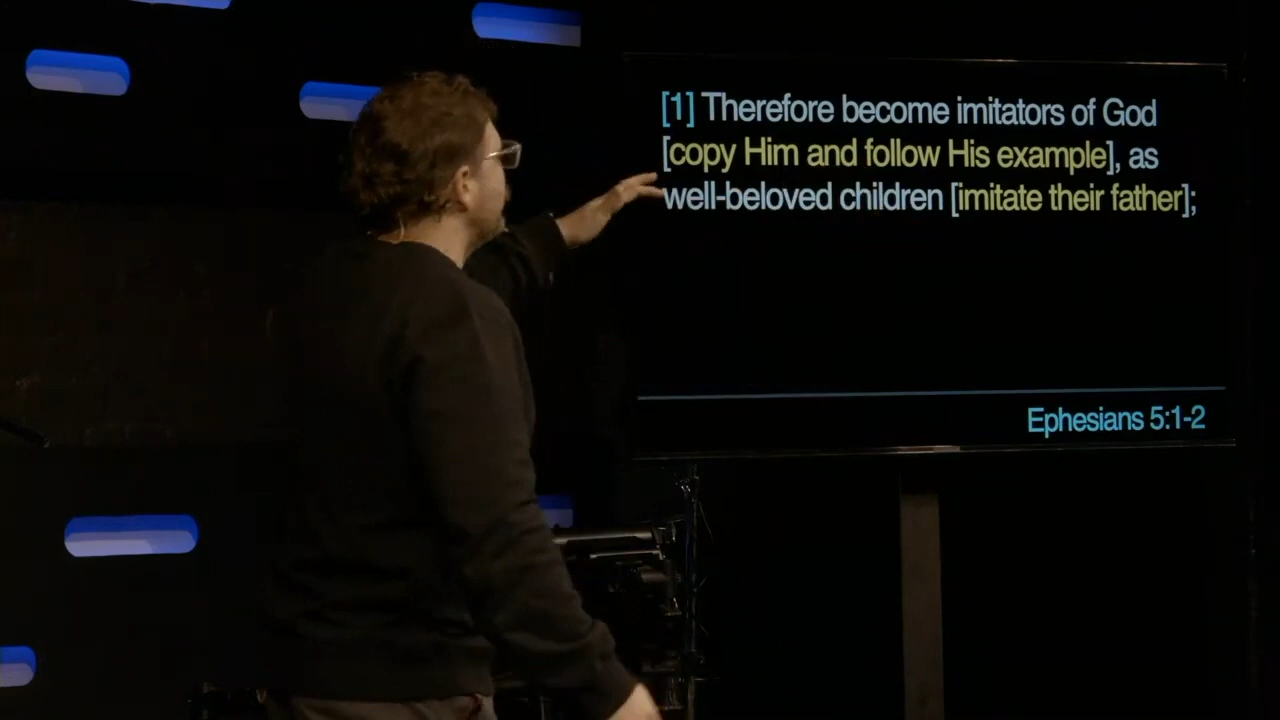 [1] Therefore become imitators of God
[copy Him and follow His example], as
well-beloved children [imitate their father];
Ephesians 5:1-2